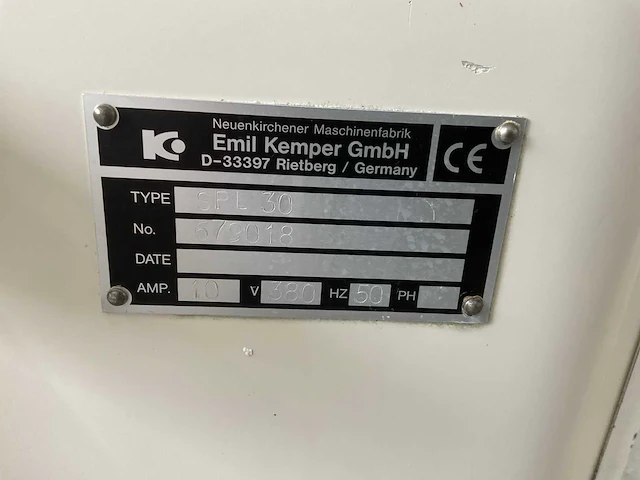 Neuenkirchener Maschinenfabrik
Emil Kemper GmbH
D-33397 Rietberg / Germany
CE
TYPE SPL 30
No. 679018
DATE
AMP. 10 V 380 HZ 50 PH